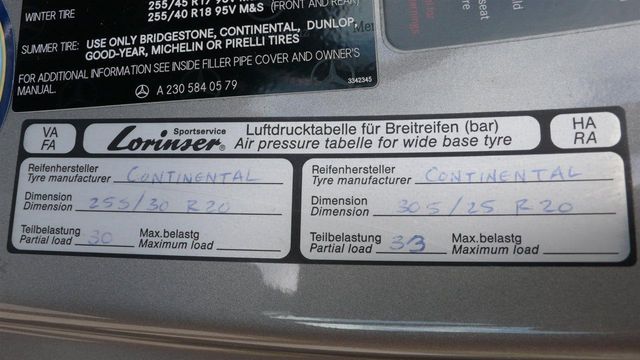 255/45 R17 98V M&S
WINTER TIRE 255/40 R18 95V M&S (FRONT AND REAR)
SUMMER TIRE: USE ONLY BRIDGESTONE, CONTINENTAL, DUNLOP,
GOOD-YEAR, MICHELIN OR PIRELLI TIRES
FOR ADDITIONAL INFORMATION SEE INSIDE FILLER PIPE COVER AND OWNER'S
MANUAL.
A 230 584 05 79
3342345
seat
VA
FA
Sportservice
Lorinser®
Luftdrucktabelle für Breitreifen (bar)
Air pressure tabelle for wide base tyre
HA
RA
Reifenhersteller
Tyre manufacturer CONTINENTAL
Dimension
Dimension 255/30 R20
Teilbelastung Max.belastg
Partial load 30 Maximum load
Reifenhersteller
Tyre manufacturer CONTINENTAL
Dimension
Dimension 305/25 R20
Teilbelastung Max.belastg
Partial load 33 Maximum load